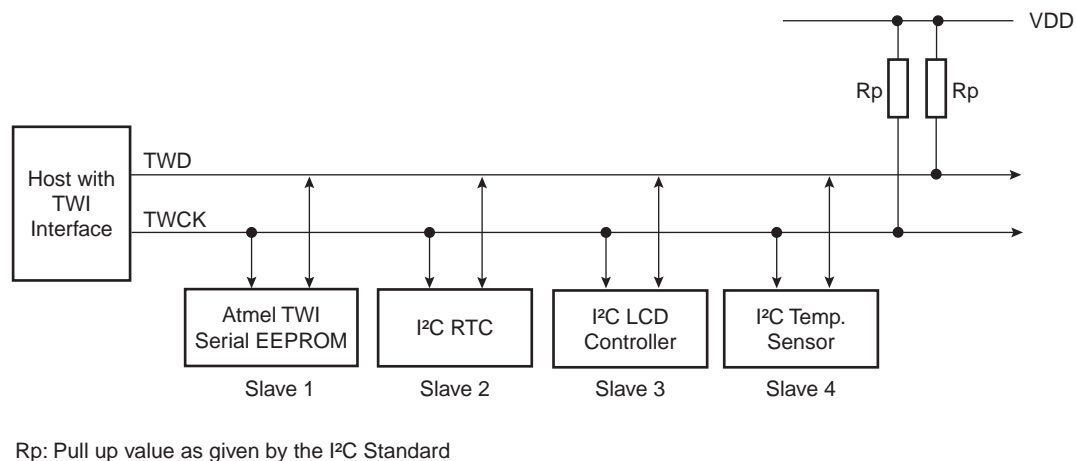 VDD
Rp
Rp
Host with
TWI
Interface
TWD
TWCK
Atmel TWI
Serial EEPROM
Slave 1
I²C RTC
Slave 2
I²C LCD
Controller
Slave 3
I²C Temp.
Sensor
Slave 4
Rp: Pull up value as given by the I²C Standard